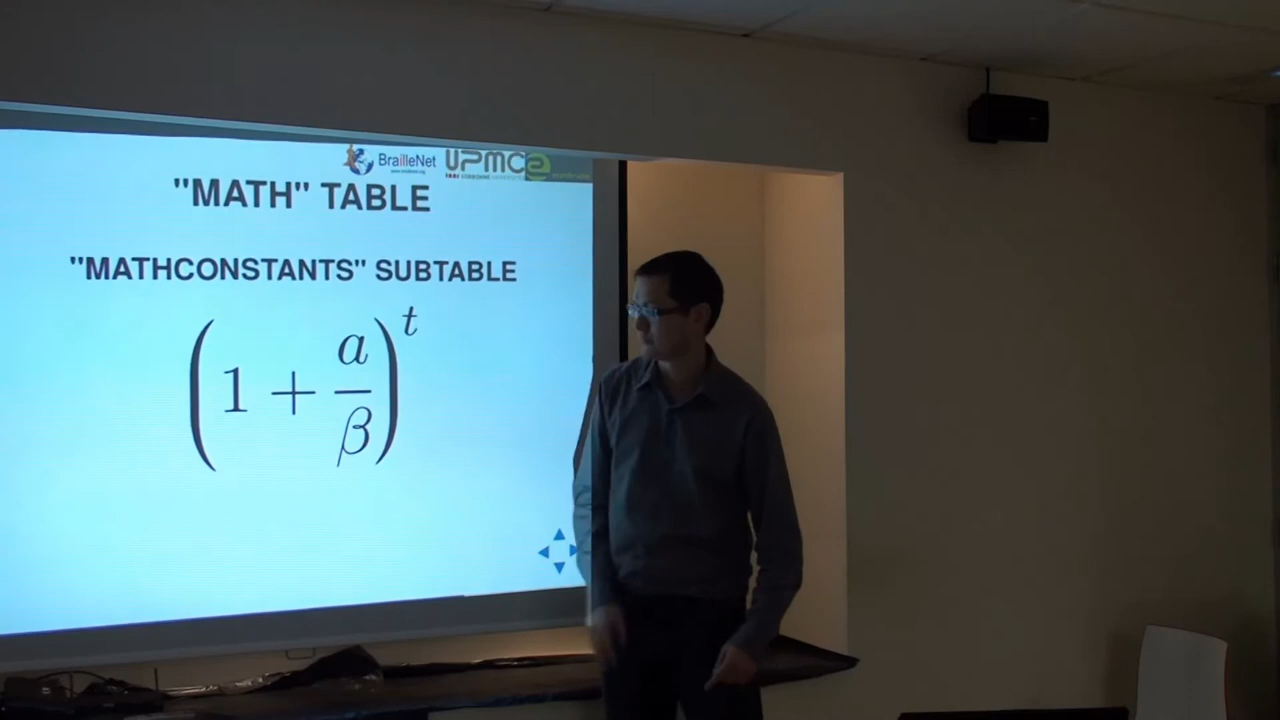 BrailleNet UPMC
"MATH" TABLE
"MATHCONSTANTS" SUBTABLE
(1 + a/β)^t